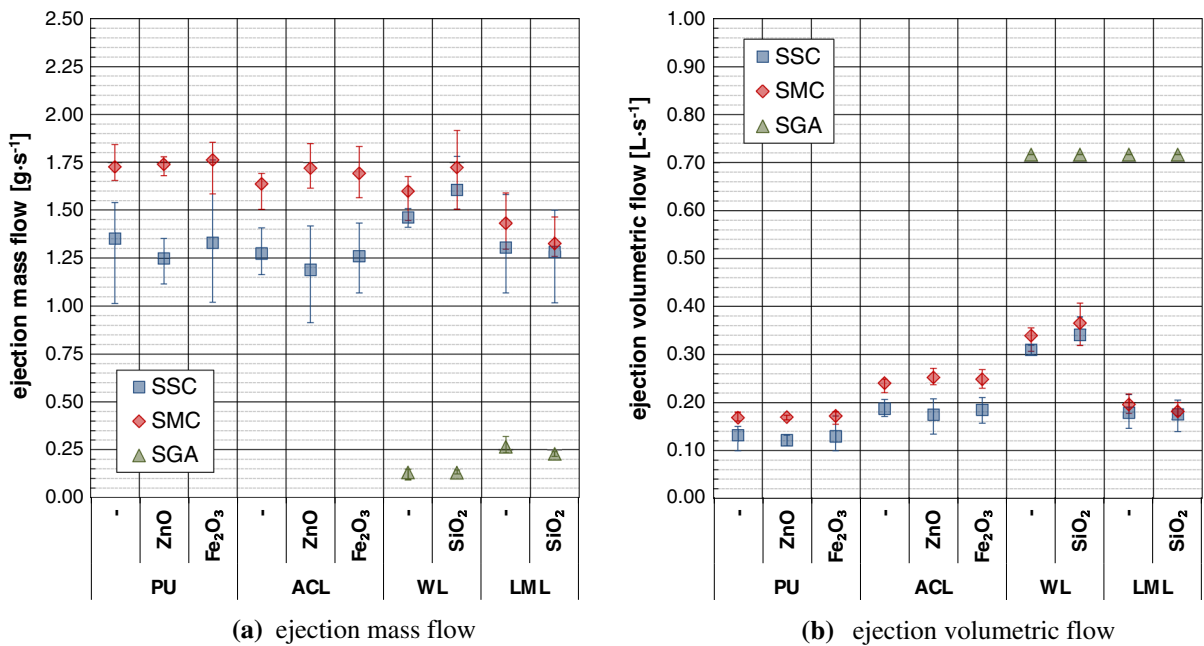 2.50
2.25
2.00
1.75
1.50
1.25
1.00
0.75
0.50
0.25
0.00
ejection mass flow [g·s⁻¹]
SSC
SMC
SGA
- ZnO Fe₂O₃ - ZnO Fe₂O₃ - SiO₂ - SiO₂
PU ACL WL LML
(a) ejection mass flow
1.00
0.90
0.80
0.70
0.60
0.50
0.40
0.30
0.20
0.10
0.00
ejection volumetric flow [L·s⁻¹]
SSC
SMC
SGA
- ZnO Fe₂O₃ - ZnO Fe₂O₃ - SiO₂ - SiO₂
PU ACL WL LML
(b) ejection volumetric flow